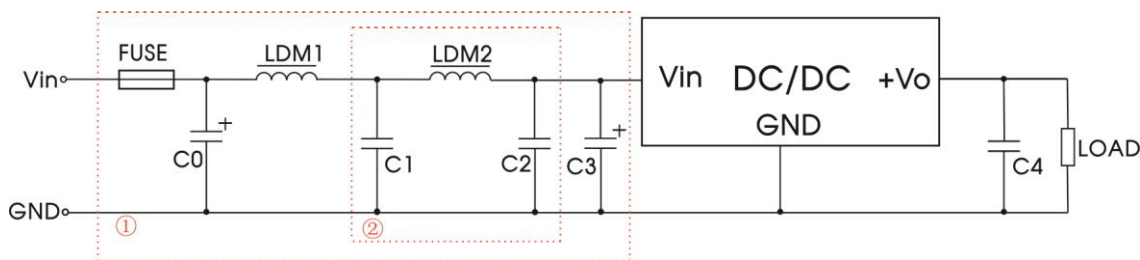 FUSE
LDM1
LDM2
Vin
Vin
DC/DC
+Vo
GND
+
C0
C1
C2
+
C3
C4
LOAD
GND
①
②